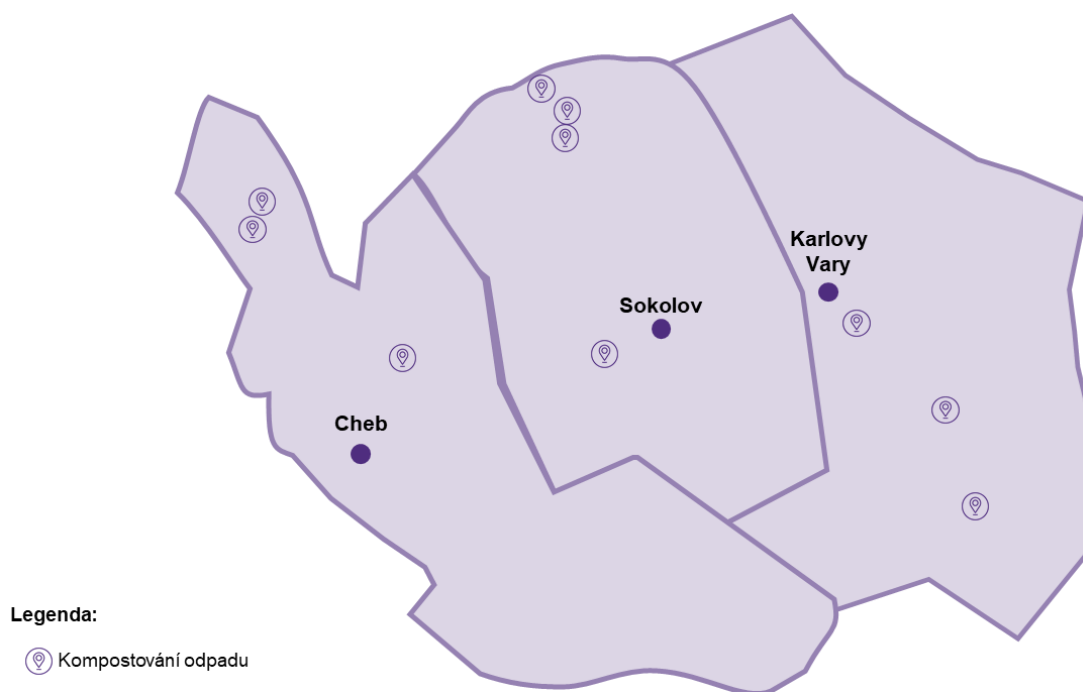 Karlovy
Vary
Sokolov
Cheb
Legenda:
Kompostování odpadu